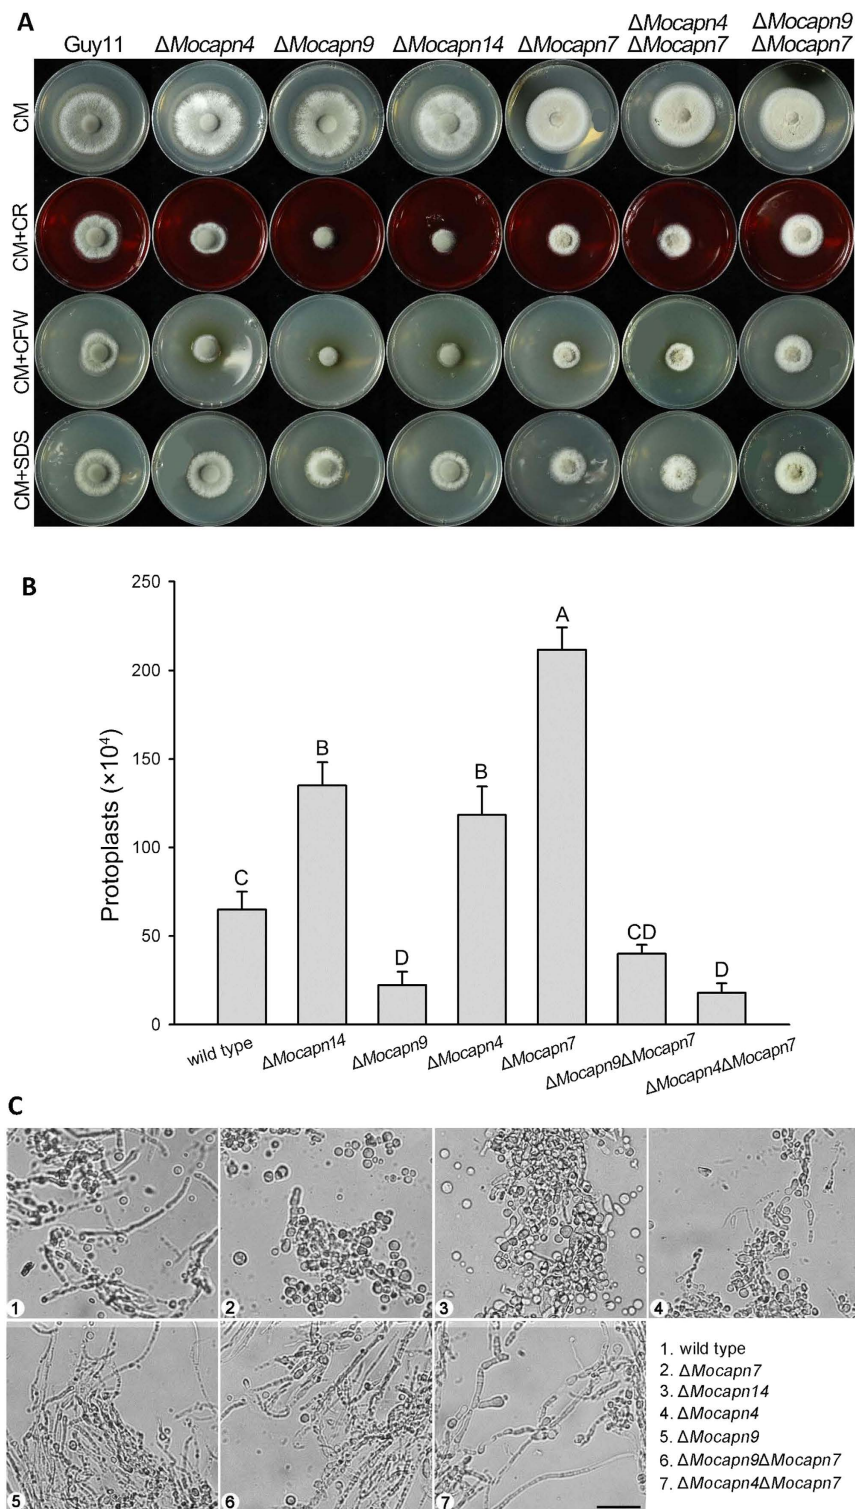 A
Guy11 ΔMocapn4 ΔMocapn9 ΔMocapn14 ΔMocapn7 ΔMocapn4 ΔMocapn7 ΔMocapn9 ΔMocapn7
CM
CM+CR
CM+CFW
CM+SDS
B
Protoplasts (×10⁴)
250
200
150
100
50
0
C
B
D
B
A
CD
D
wild type
ΔMocapn14
ΔMocapn9
ΔMocapn4
ΔMocapn7
ΔMocapn9ΔMocapn7
ΔMocapn4ΔMocapn7
C
1
2
3
4
5
6
7
1. wild type
2. ΔMocapn7
3. ΔMocapn14
4. ΔMocapn4
5. ΔMocapn9
6. ΔMocapn9ΔMocapn7
7. ΔMocapn4ΔMocapn7